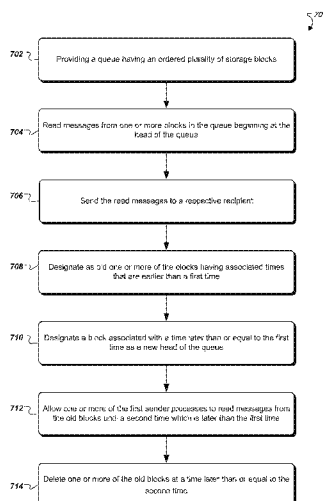 70
702
Providing a queue having an ordered plurality of storage blocks
704
Read messages from one or more blocks in the queue beginning at the
head of the queue
706
Send the read messages to a respective recipient
708
Designate as old one or more of the blocks having associated times
that are earlier than a first time
710
Designate a block associated with a time later than or equal to the first
time as a new head of the queue
712
Allow one or more of the first sender processes to read messages from
the old blocks until a second time which is later than the first time
714
Delete one or more of the old blocks at a time later than or equal to the
second time